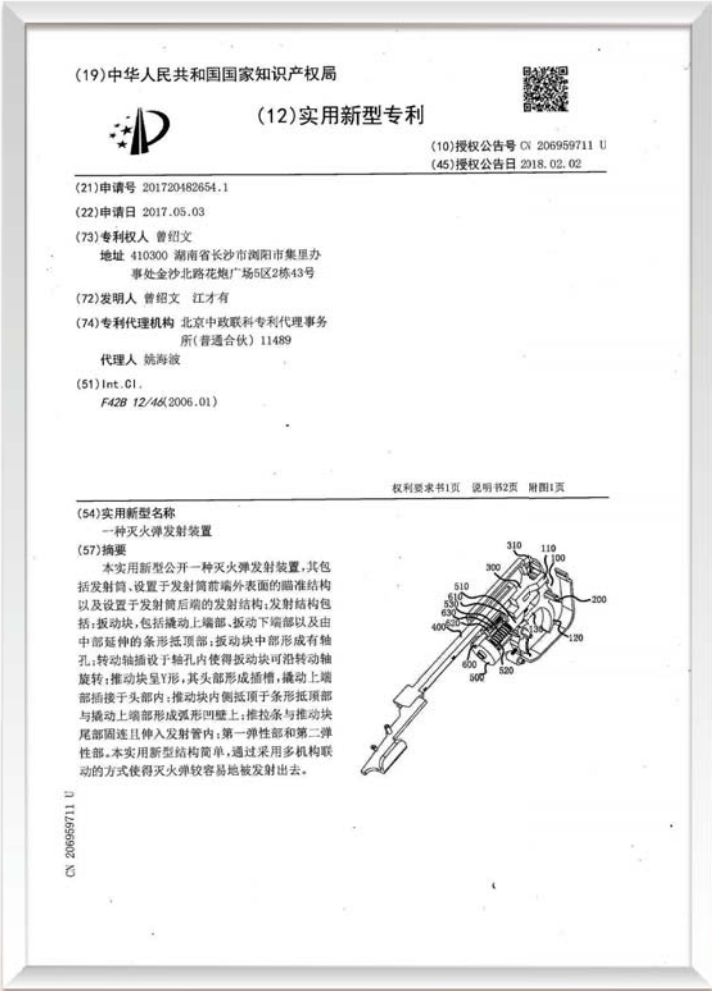 (19)中华人民共和国国家知识产权局
(12)实用新型专利
(10)授权公告号 CN 206959711 U
(45)授权公告日 2018.02.02
(21)申请号 201720482654.1
(22)申请日 2017.05.03
(73)专利权人 曾绍文
地址 410300 湖南省长沙市浏阳市集里办
事处金沙北路花炮广场5区2栋43号
(72)发明人 曾绍文 江才有
(74)专利代理机构 北京中政联科专利代理事务
所(普通合伙) 11489
代理人 姚海波
(51)Int.Cl.
F42B 12/46(2006.01)
权利要求书1页 说明书2页 附图1页
(54)实用新型名称
一种灭火弹发射装置
(57)摘要
本实用新型公开一种灭火弹发射装置,其包
括发射筒、设置于发射筒前端外表面的瞄准结构
以及设置于发射筒后端的发射结构;发射结构包
括:扳动块,包括撬动上端部、扳动下端部以及由
中部延伸的条形抵顶部;扳动块中部形成有轴
孔;转动轴插设于轴孔内使得扳动块可沿转动轴
旋转;推动块呈Y形,其头部形成插槽,撬动上端
部插接于头部内;推动块内侧抵顶于条形抵顶部
与撬动上端部形成弧形凹壁上;推拉条与推动块
尾部固连且伸入发射管内;第一弹性部和第二弹
性部。本实用新型结构简单,通过采用多机构联
动的方式使得灭火弹较容易地被发射出去。
310
110
100
300
510
610
530
630
620
400
200
130
120
600
520
500
CN 206959711 U